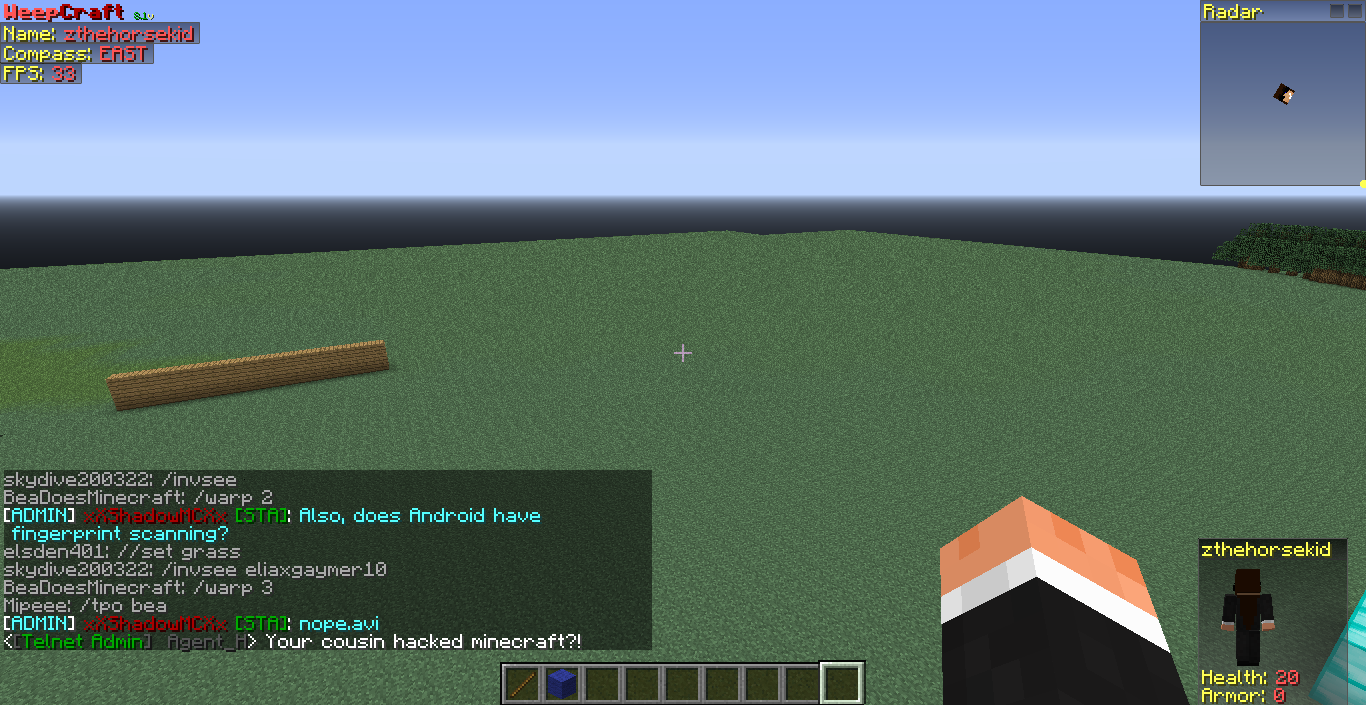 WeepCraft 8.1v
Name: zthehorsekid
Compass: EAST
FPS: 33
Radar
skydive200322: /invsee
BeaDoesMinecraft: /warp 2
[ADMIN] xXShadowMCXx [STA]: Also, does Android have
fingerprint scanning?
elsden401: //set grass
skydive200322: /invsee eliaxgaymer10
BeaDoesMinecraft: /warp 3
Mipeee: /tpo bea
[ADMIN] xXShadowMCXx [STA]: nope.avi
<[Telnet Admin] Agent_H> Your cousin hacked minecraft?!
zthehorsekid
Health: 20
Armor: 0